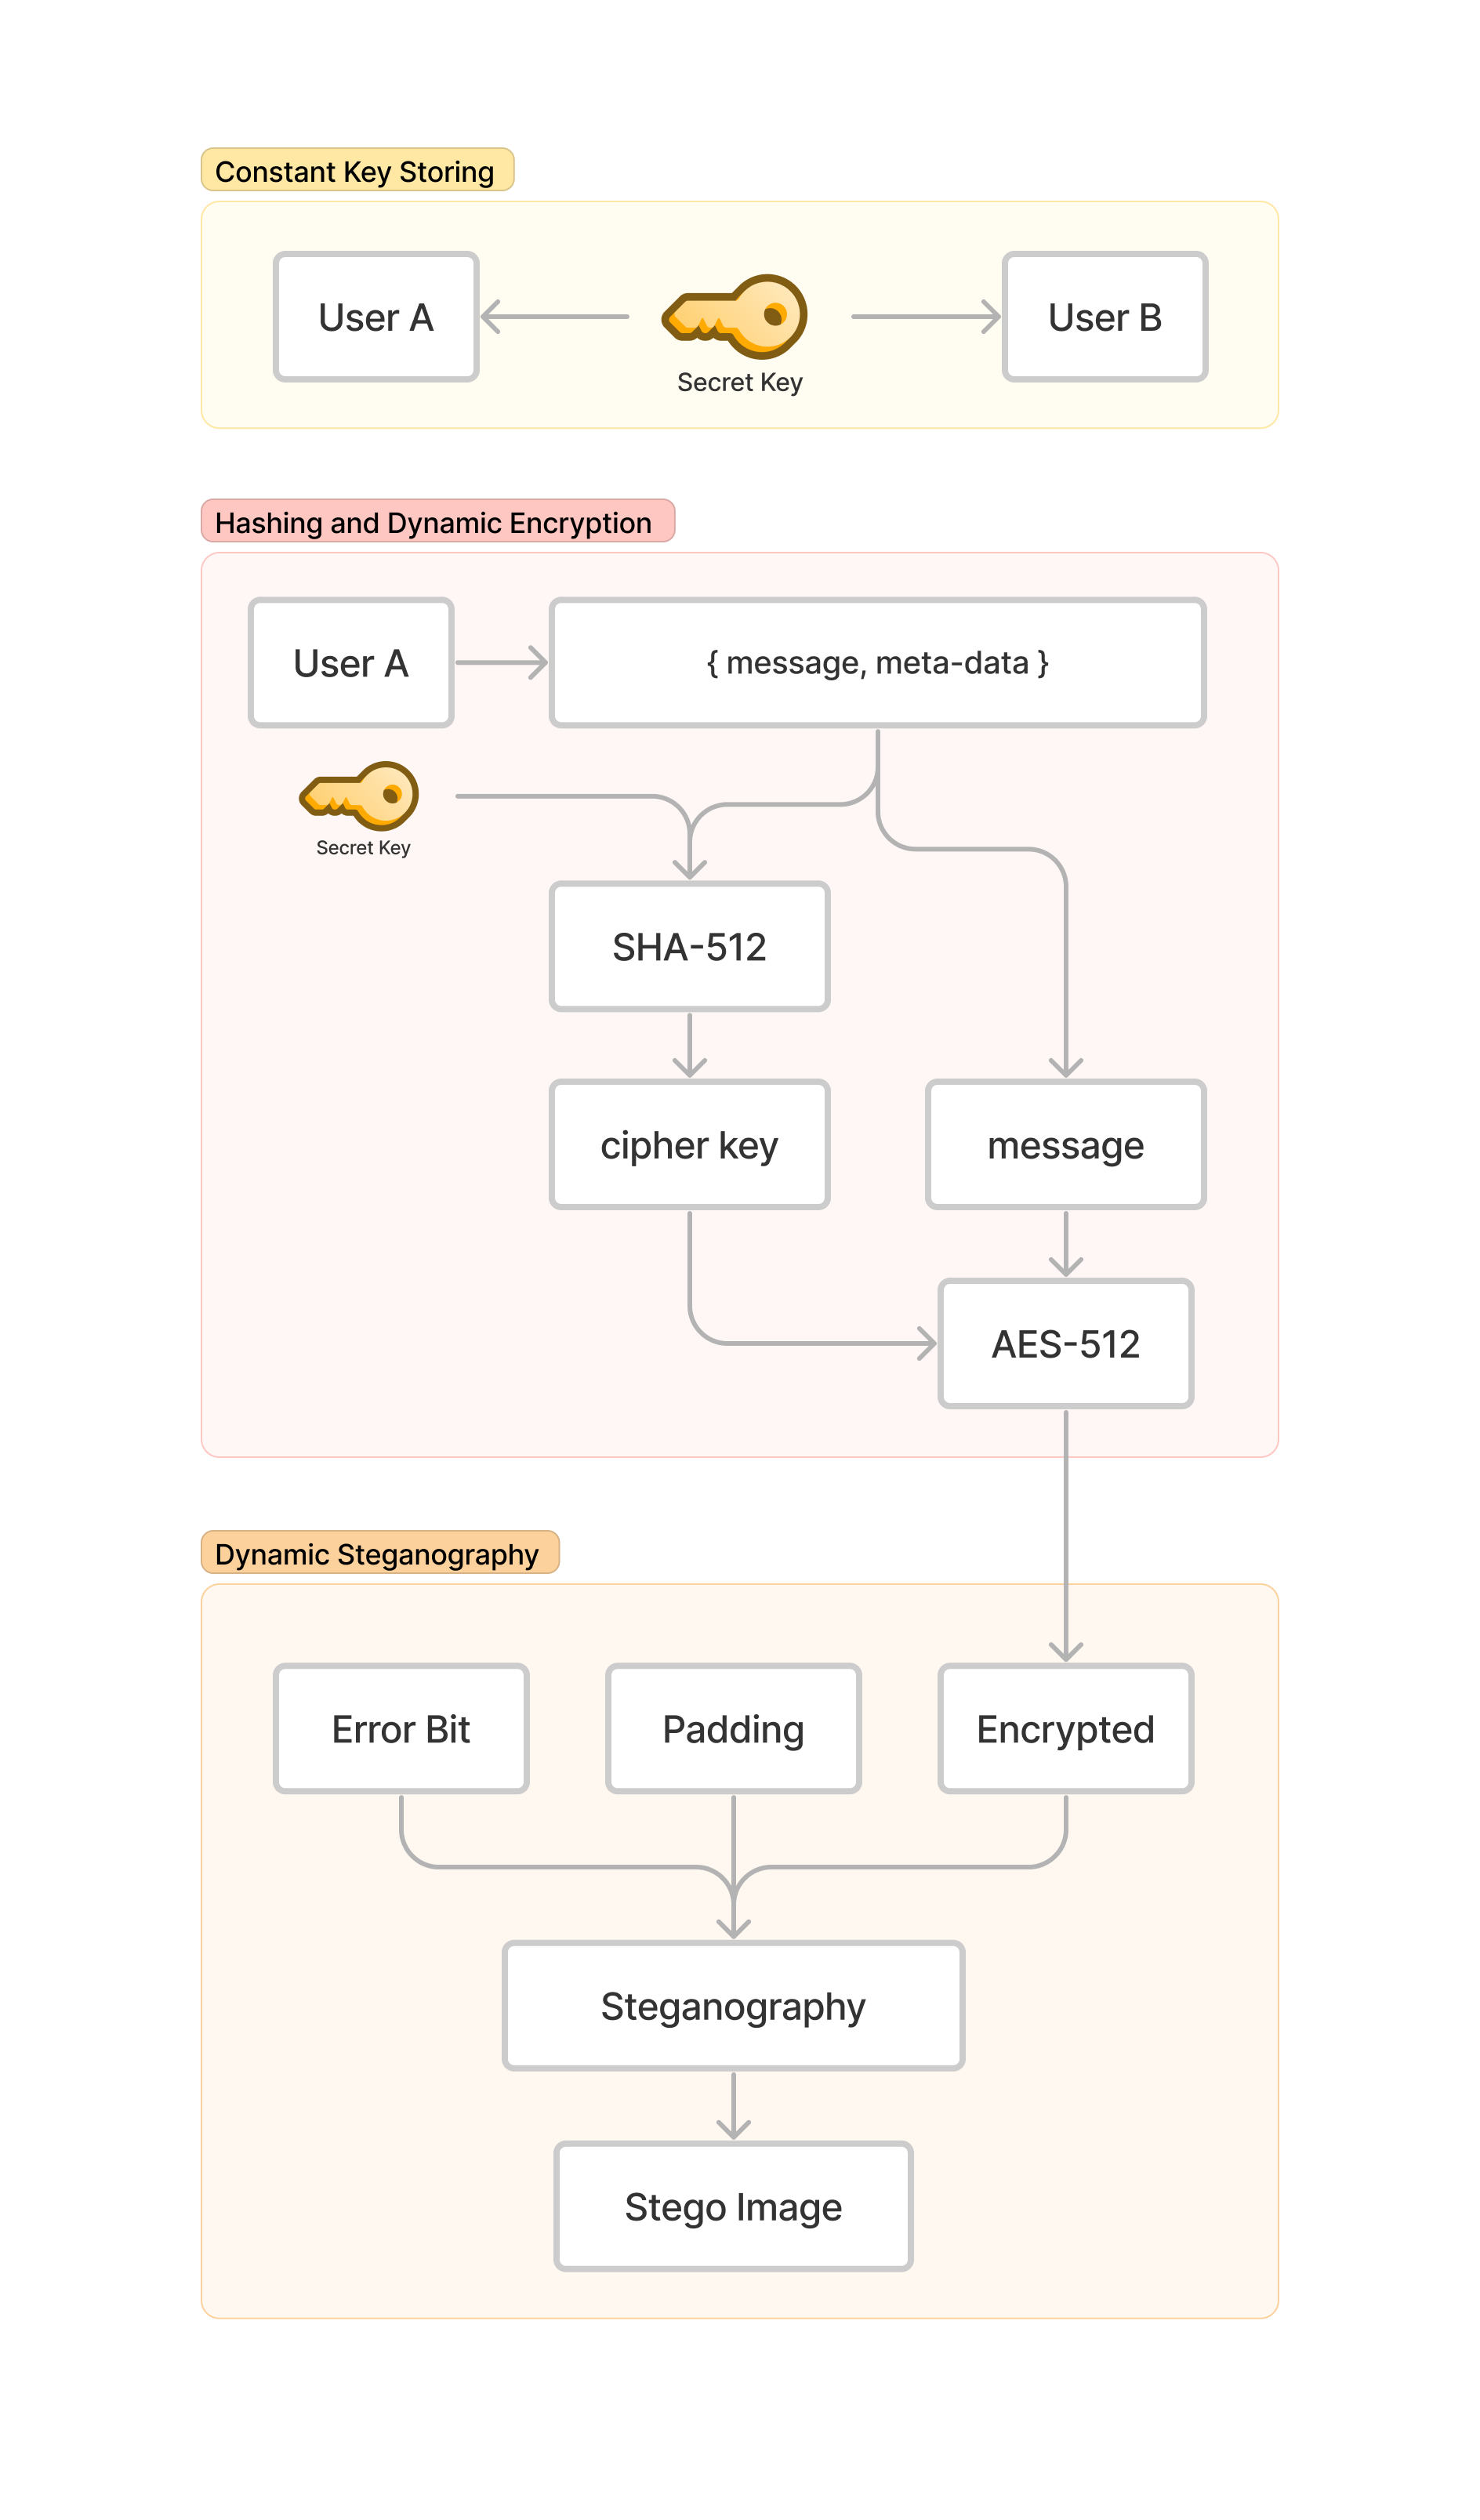 Constant Key String
User A
User B
Secret Key
Hashing and Dynamic Encryption
User A
{ message, meta-data }
Secret Key
SHA-512
cipher key
message
AES-512
Dynamic Steganography
Error Bit
Padding
Encrypted
Steganography
Stego Image